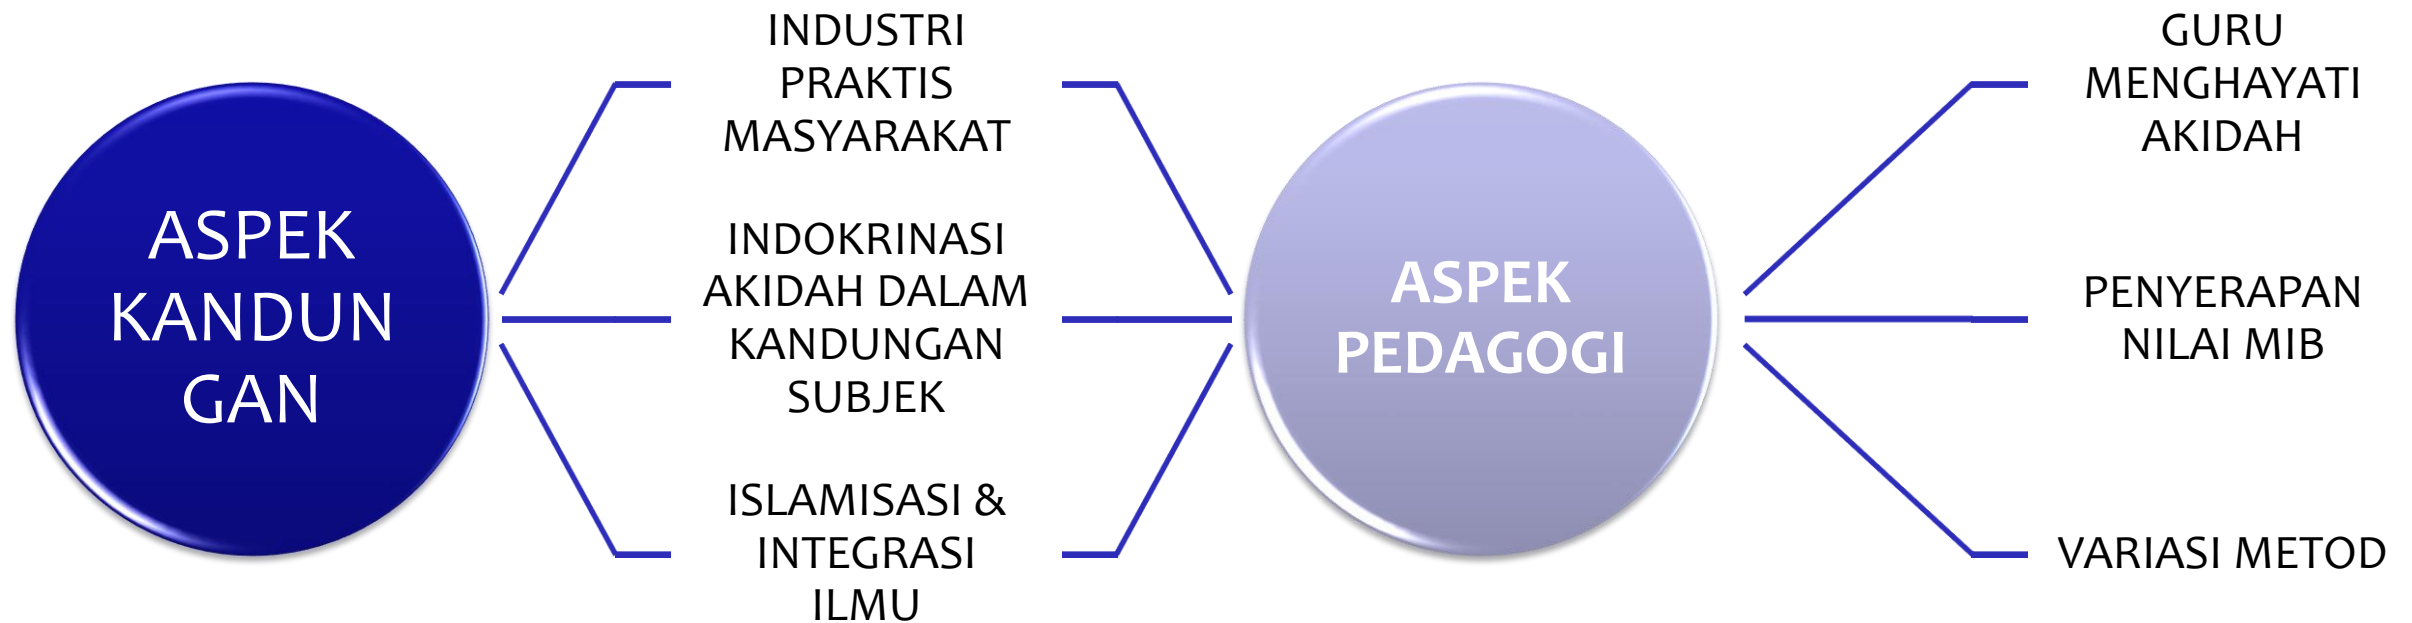 ASPEK
KANDUN
GAN
INDUSTRI
PRAKTIS
MASYARAKAT
INDOKRINASI
AKIDAH DALAM
KANDUNGAN
SUBJEK
ISLAMISASI &
INTEGRASI
ILMU
ASPEK
PEDAGOGI
GURU
MENGHAYATI
AKIDAH
PENYERAPAN
NILAI MIB
VARIASI METOD